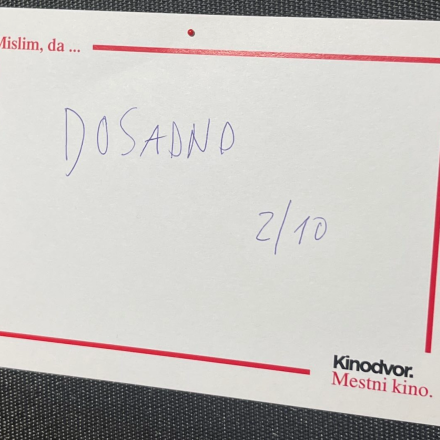 Mislim, da ...
DOSADNO
2/10
Kinodvor.
Mestni kino.